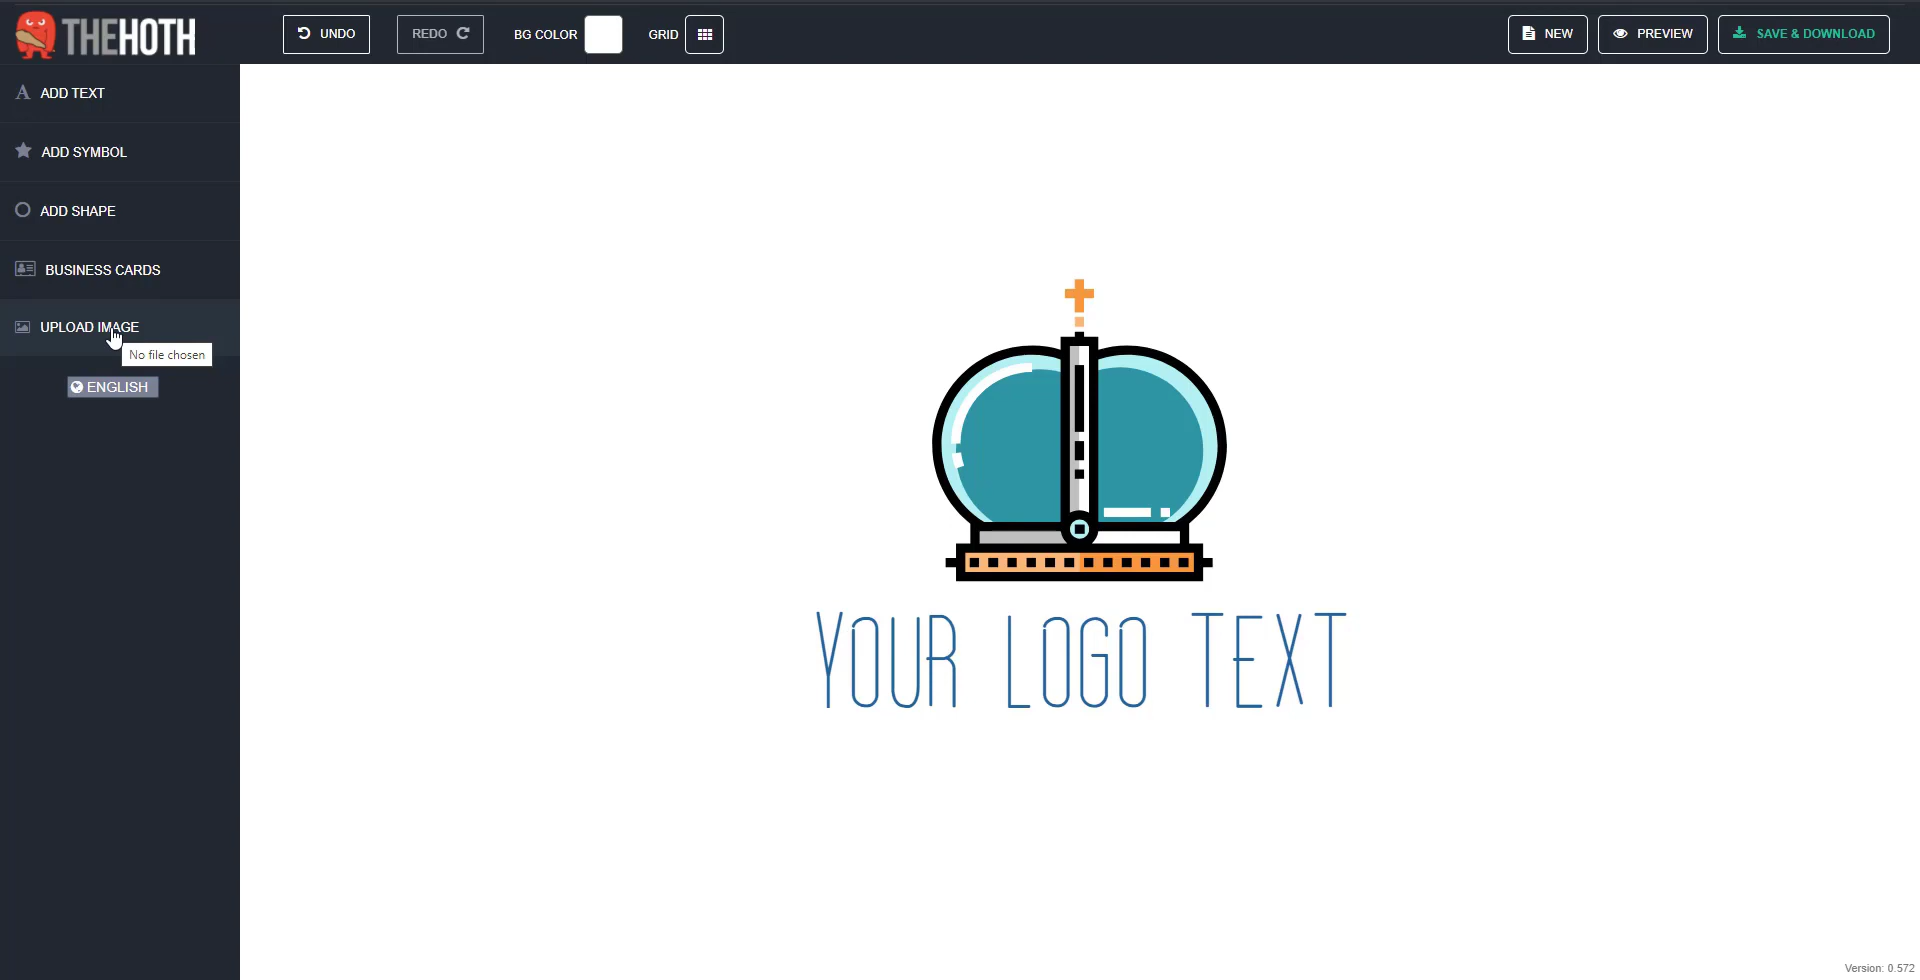 THEHOTH
UNDO
REDO
BG COLOR
GRID
NEW
PREVIEW
SAVE & DOWNLOAD
ADD TEXT
ADD SYMBOL
ADD SHAPE
BUSINESS CARDS
UPLOAD IMAGE
No file chosen
ENGLISH
YOUR LOGO TEXT
Version: 0.572